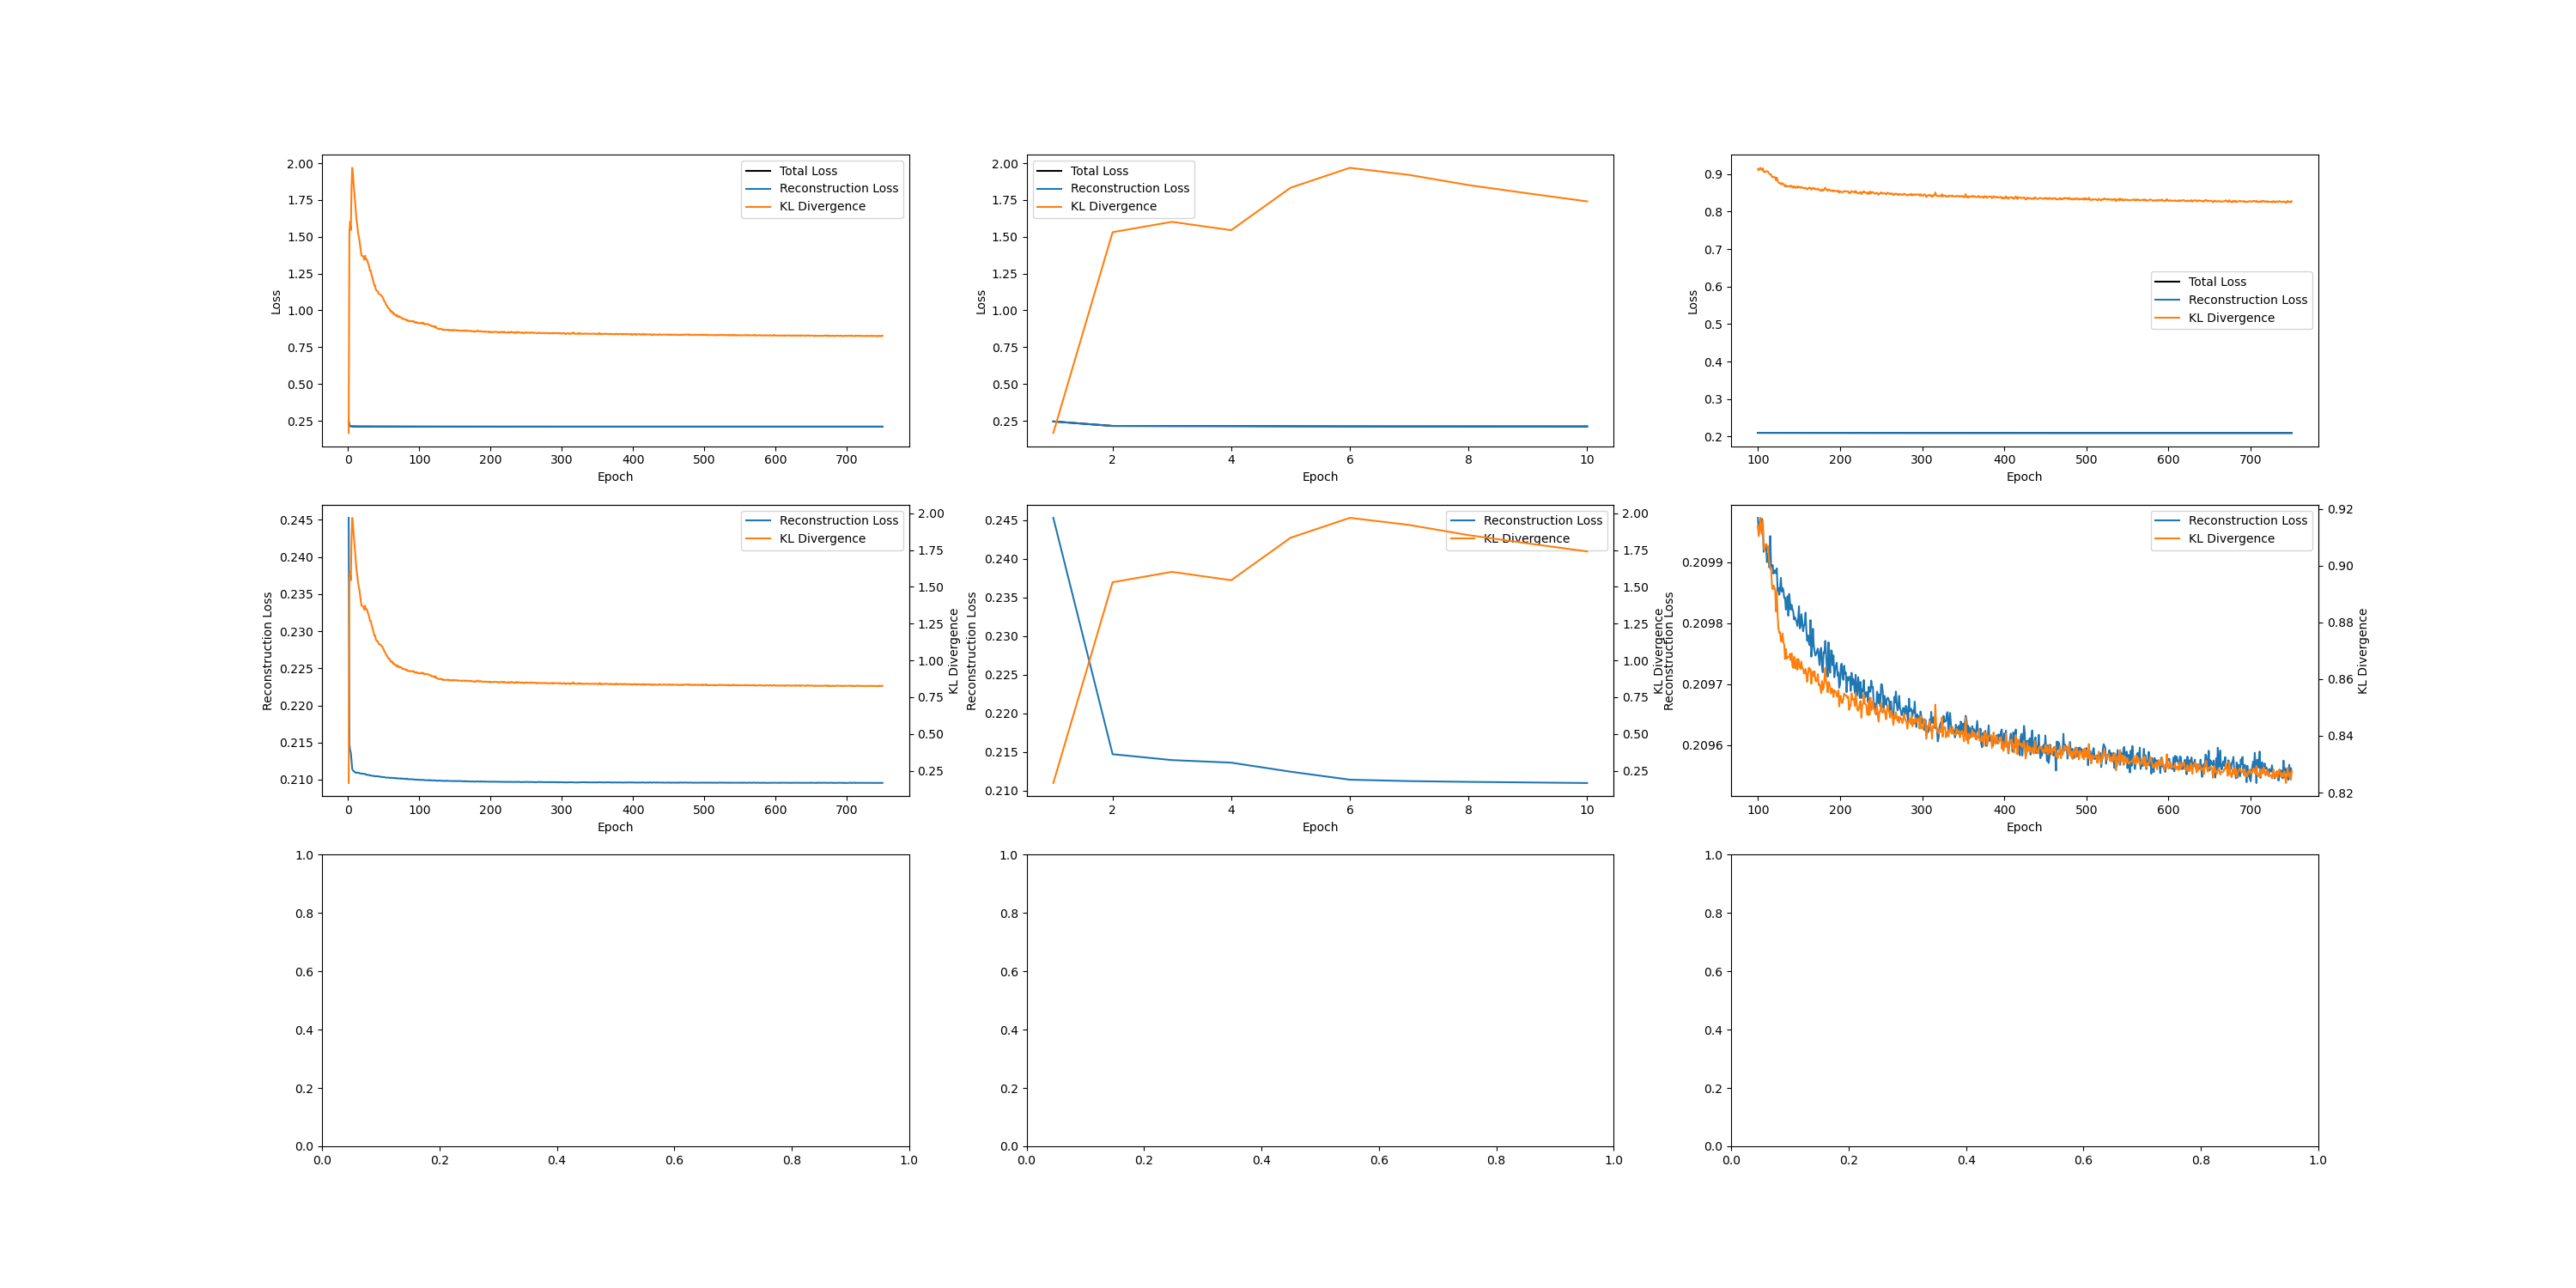 2.00
1.75
1.50
1.25
1.00
0.75
0.50
0.25
Loss
0 100 200 300 400 500 600 700
Epoch
Total Loss
Reconstruction Loss
KL Divergence
2.00
1.75
1.50
1.25
1.00
0.75
0.50
0.25
Loss
2 4 6 8 10
Epoch
Total Loss
Reconstruction Loss
KL Divergence
0.9
0.8
0.7
0.6
0.5
0.4
0.3
0.2
Loss
100 200 300 400 500 600 700
Epoch
Total Loss
Reconstruction Loss
KL Divergence
0.245
0.240
0.235
0.230
0.225
0.220
0.215
0.210
Reconstruction Loss
0 100 200 300 400 500 600 700
Epoch
Reconstruction Loss
KL Divergence
2.00
1.75
1.50
1.25
1.00
0.75
0.50
0.25
KL Divergence
0.245
0.240
0.235
0.230
0.225
0.220
0.215
0.210
Reconstruction Loss
2 4 6 8 10
Epoch
Reconstruction Loss
KL Divergence
2.00
1.75
1.50
1.25
1.00
0.75
0.50
0.25
KL Divergence
0.2099
0.2098
0.2097
0.2096
Reconstruction Loss
100 200 300 400 500 600 700
Epoch
Reconstruction Loss
KL Divergence
0.92
0.90
0.88
0.86
0.84
0.82
KL Divergence
1.0
0.8
0.6
0.4
0.2
0.0
0.0 0.2 0.4 0.6 0.8 1.0
1.0
0.8
0.6
0.4
0.2
0.0
0.0 0.2 0.4 0.6 0.8 1.0
1.0
0.8
0.6
0.4
0.2
0.0
0.0 0.2 0.4 0.6 0.8 1.0